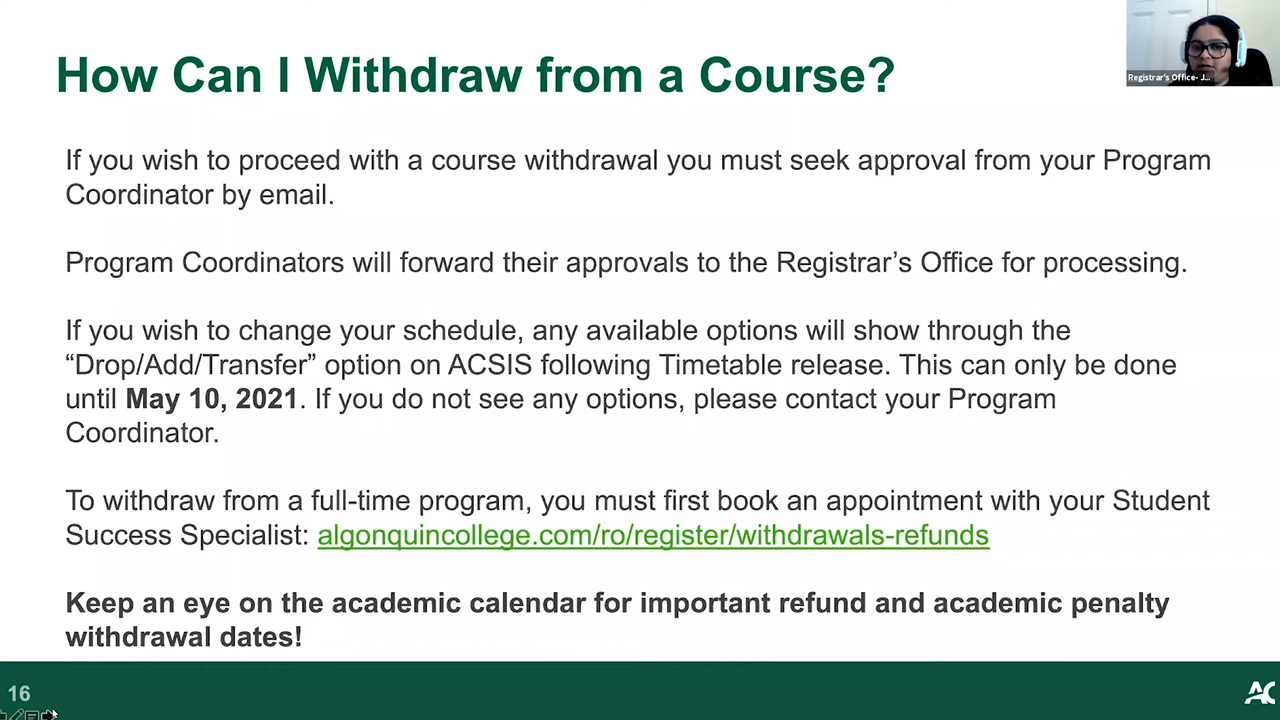 How Can I Withdraw from a Course?
Registrar's Office- J...
If you wish to proceed with a course withdrawal you must seek approval from your Program
Coordinator by email.
Program Coordinators will forward their approvals to the Registrar’s Office for processing.
If you wish to change your schedule, any available options will show through the
“Drop/Add/Transfer” option on ACSIS following Timetable release. This can only be done
until May 10, 2021. If you do not see any options, please contact your Program
Coordinator.
To withdraw from a full-time program, you must first book an appointment with your Student
Success Specialist: algonquincollege.com/ro/register/withdrawals-refunds
Keep an eye on the academic calendar for important refund and academic penalty
withdrawal dates!
16
AC